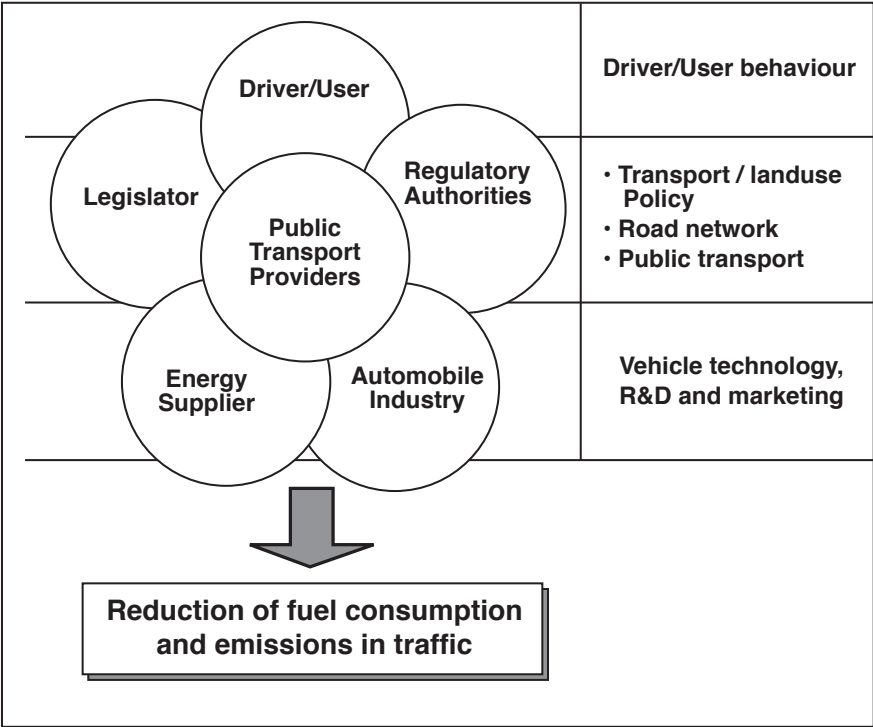 Driver/User
Driver/User behaviour
Legislator
Regulatory
Authorities
Public
Transport
Providers
• Transport / landuse
Policy
• Road network
• Public transport
Energy
Supplier
Automobile
Industry
Vehicle technology,
R&D and marketing
Reduction of fuel consumption
and emissions in traffic